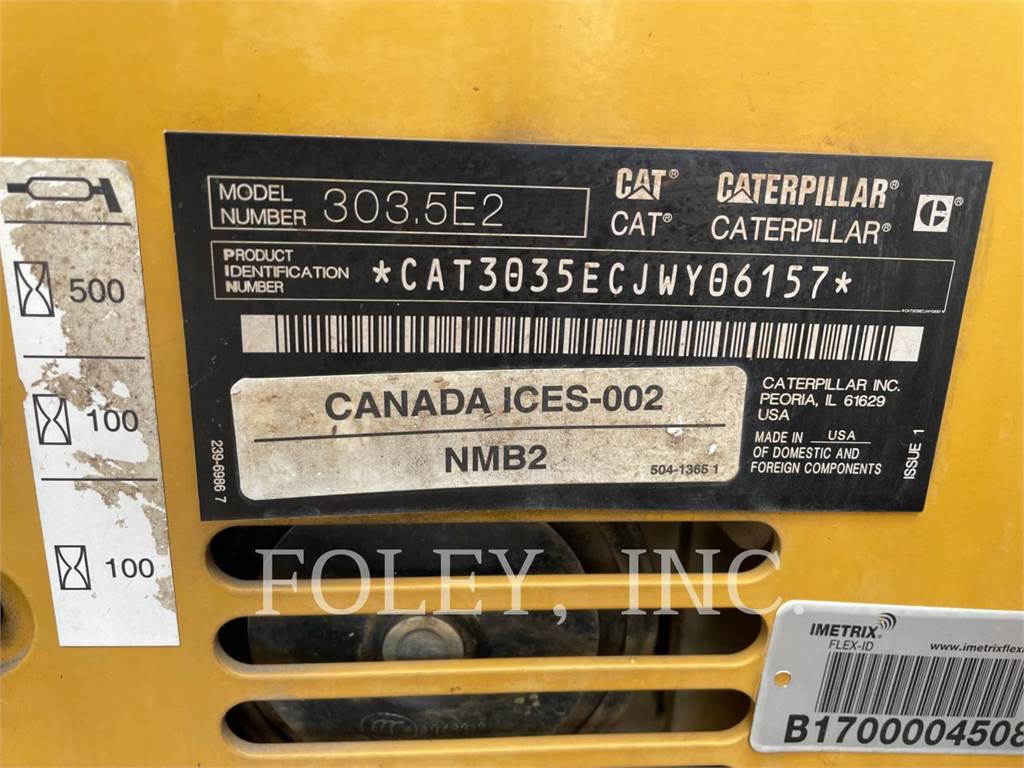 500
100
100
MODEL NUMBER 303.5E2
CAT® CATERPILLAR®
CAT® CATERPILLAR® C®
PRODUCT
IDENTIFICATION
NUMBER
*CAT3035ECJWY06157*
CANADA ICES-002
NMB2
504-1365 1
239-6986 7
CATERPILLAR INC.
PEORIA, IL 61629
USA
MADE IN USA
OF DOMESTIC AND
FOREIGN COMPONENTS
ISSUE 1
FOLEY, INC.
IMETRIX
FLEX-ID
www.imetrixflex
B1700004508